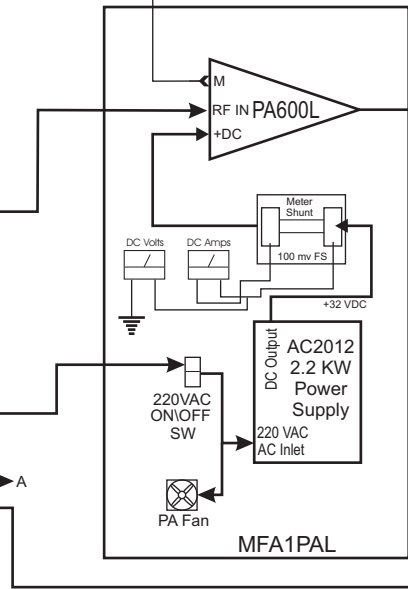 M
RF IN PA600L
+DC
Meter
Shunt
DC Volts DC Amps
100 mv FS
+32 VDC
DC Output
AC2012
2.2 KW
Power
Supply
220VAC
ON\OFF
SW
220 VAC
AC Inlet
A
PA Fan
MFA1PAL